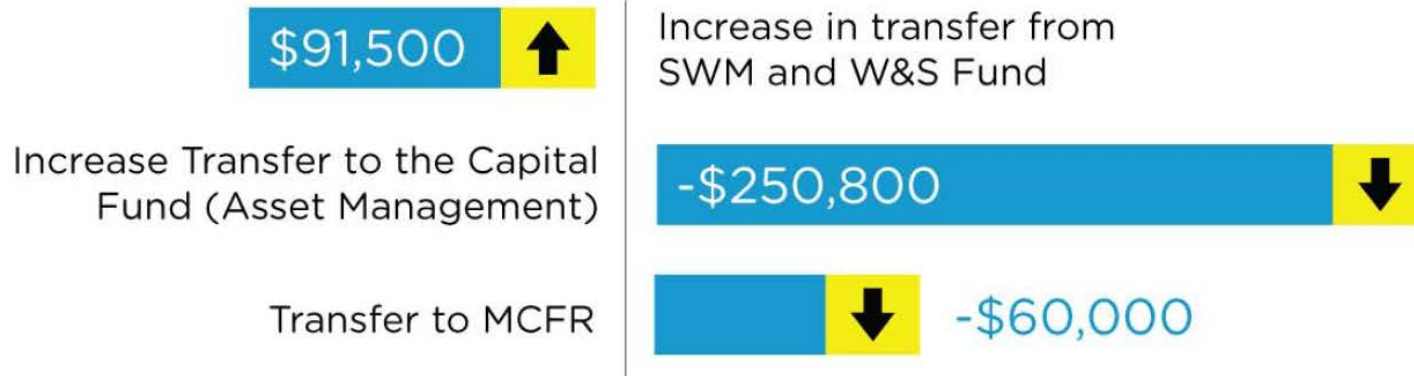 $91,500
Increase in transfer from
SWM and W&S Fund
Increase Transfer to the Capital
Fund (Asset Management)
-$250,800
Transfer to MCFR
-$60,000